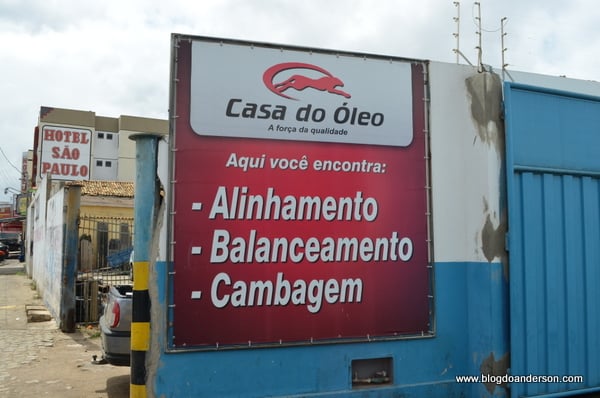 HOTEL
SÃO
PAULO
Casa do Óleo
A força da qualidade
Aqui você encontra:
- Alinhamento
- Balanceamento
- Cambagem
www.blogdoanderson.com